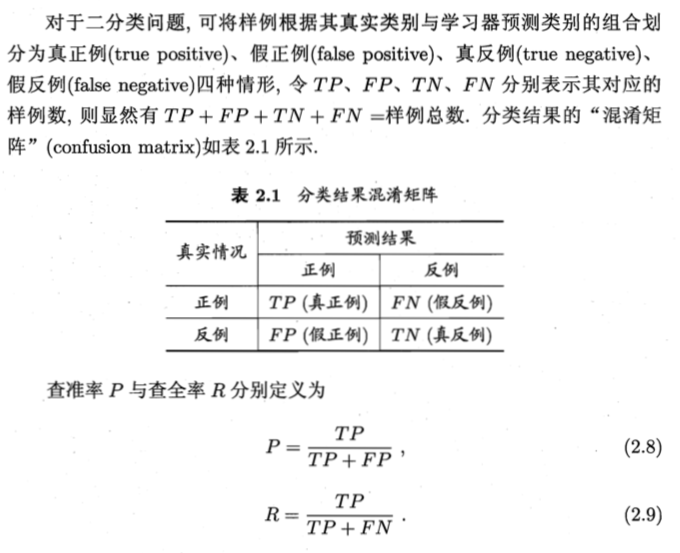 对于二分类问题, 可将样例根据其真实类别与学习器预测类别的组合划
分为真正例(true positive)、假正例(false positive)、真反例(true negative)、
假反例(false negative)四种情形, 令 TP、FP、TN、FN 分别表示其对应的
样例数, 则显然有 TP + FP + TN + FN =样例总数. 分类结果的“混淆矩
阵”(confusion matrix)如表 2.1 所示.
表 2.1 分类结果混淆矩阵
真实情况 预测结果
正例 反例
正例 TP (真正例) FN (假反例)
反例 FP (假正例) TN (真反例)
查准率 P 与查全率 R 分别定义为
P = TP / (TP + FP) , (2.8)
R = TP / (TP + FN) . (2.9)